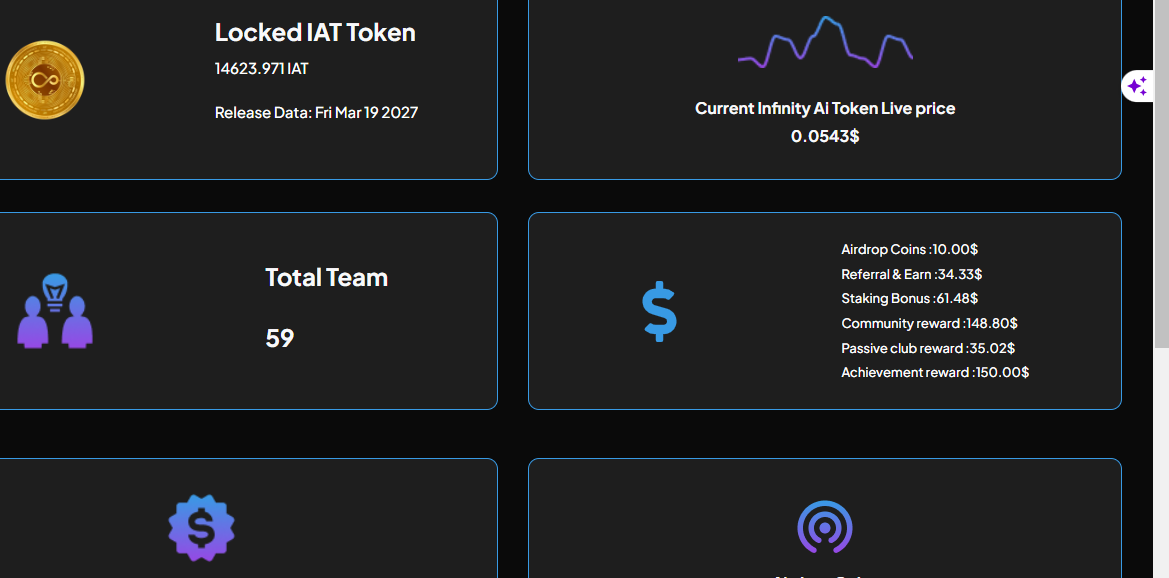 Locked IAT Token
14623.971 IAT
Release Data: Fri Mar 19 2027
Current Infinity Ai Token Live price
0.0543$
Total Team
59
Airdrop Coins :10.00$
Referral & Earn :34.33$
Staking Bonus :61.48$
Community reward :148.80$
Passive club reward :35.02$
Achievement reward :150.00$